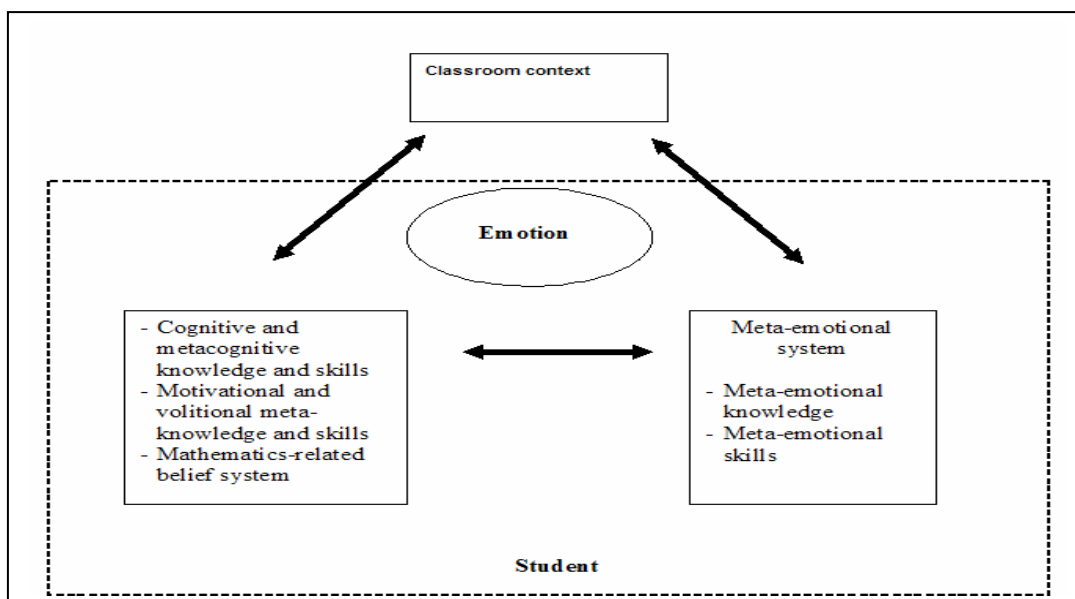 Classroom context
Emotion
- Cognitive and
metacognitive
knowledge and skills
- Motivational and
volitional meta-
knowledge and skills
- Mathematics-related
belief system
Meta-emotional
system
- Meta-emotional
knowledge
- Meta-emotional
skills
Student